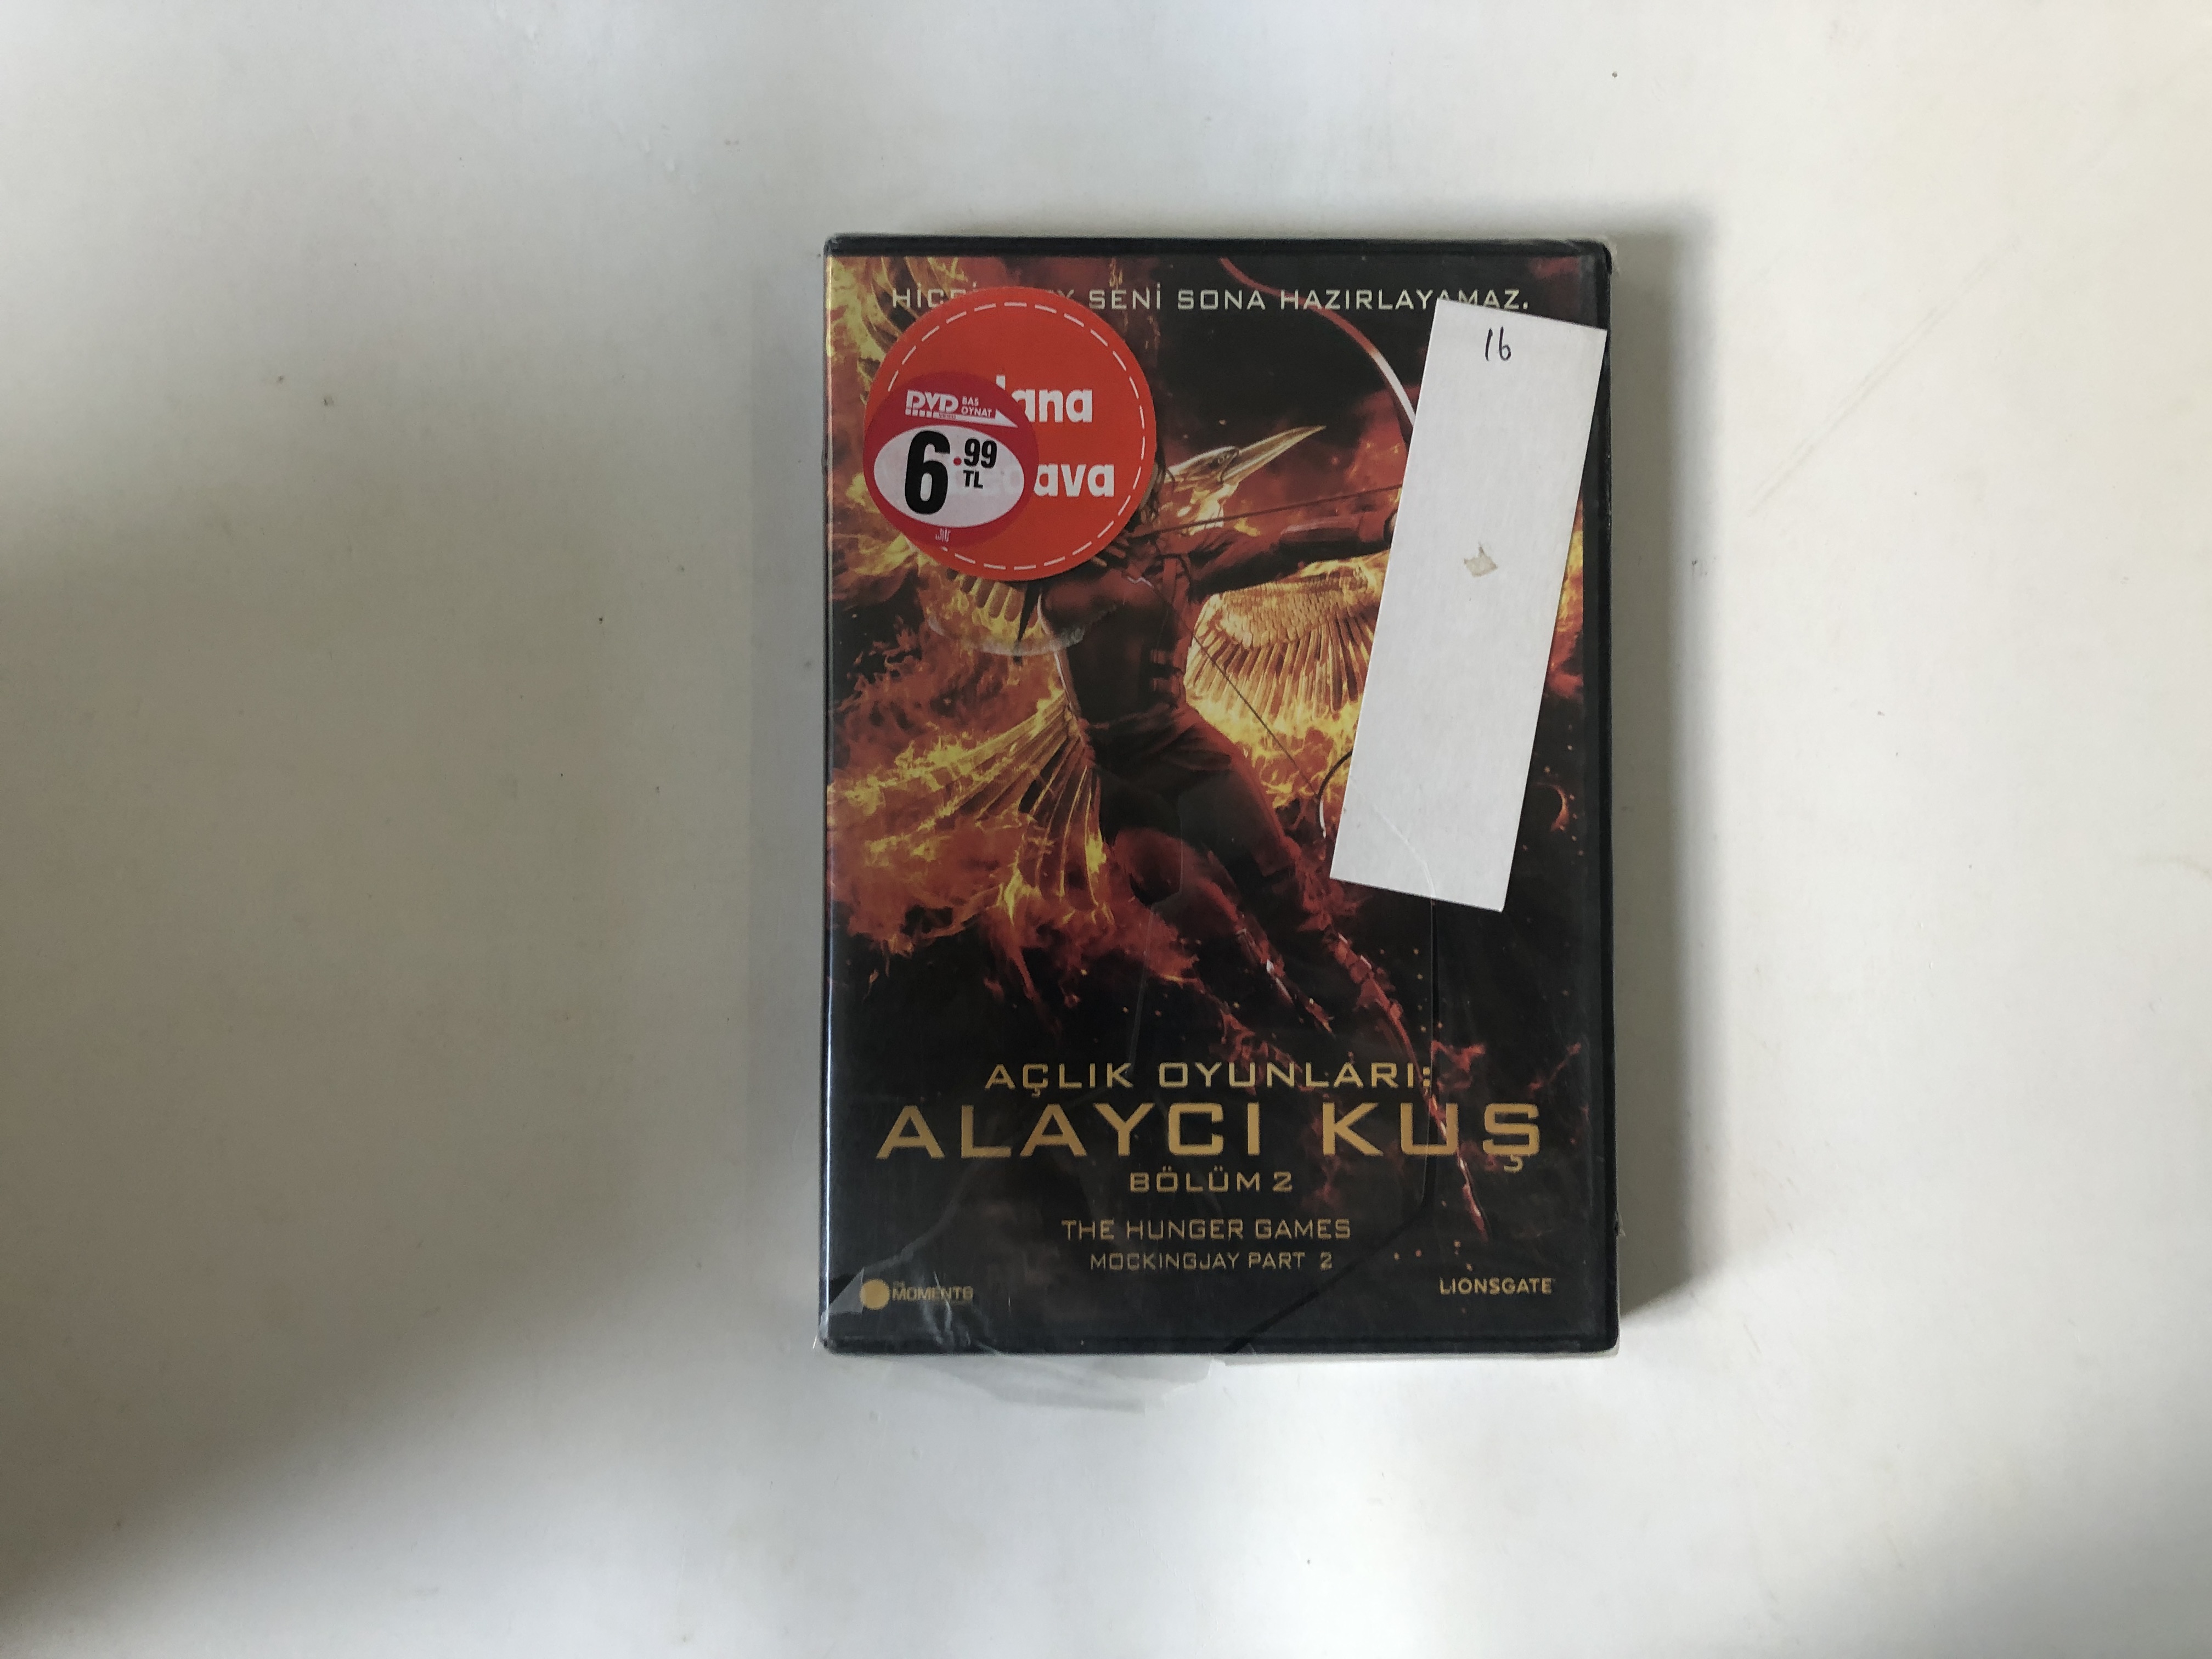 SENİ SONA HAZIRLAYAMAZ.
16
DVD BAS OYNAT
6.99
TL
ava
AÇLIK OYUNLARI:
ALAYCI KUŞ
BÖLÜM 2
THE HUNGER GAMES
MOCKINGJAY PART 2
MOMENTS
LIONSGATE